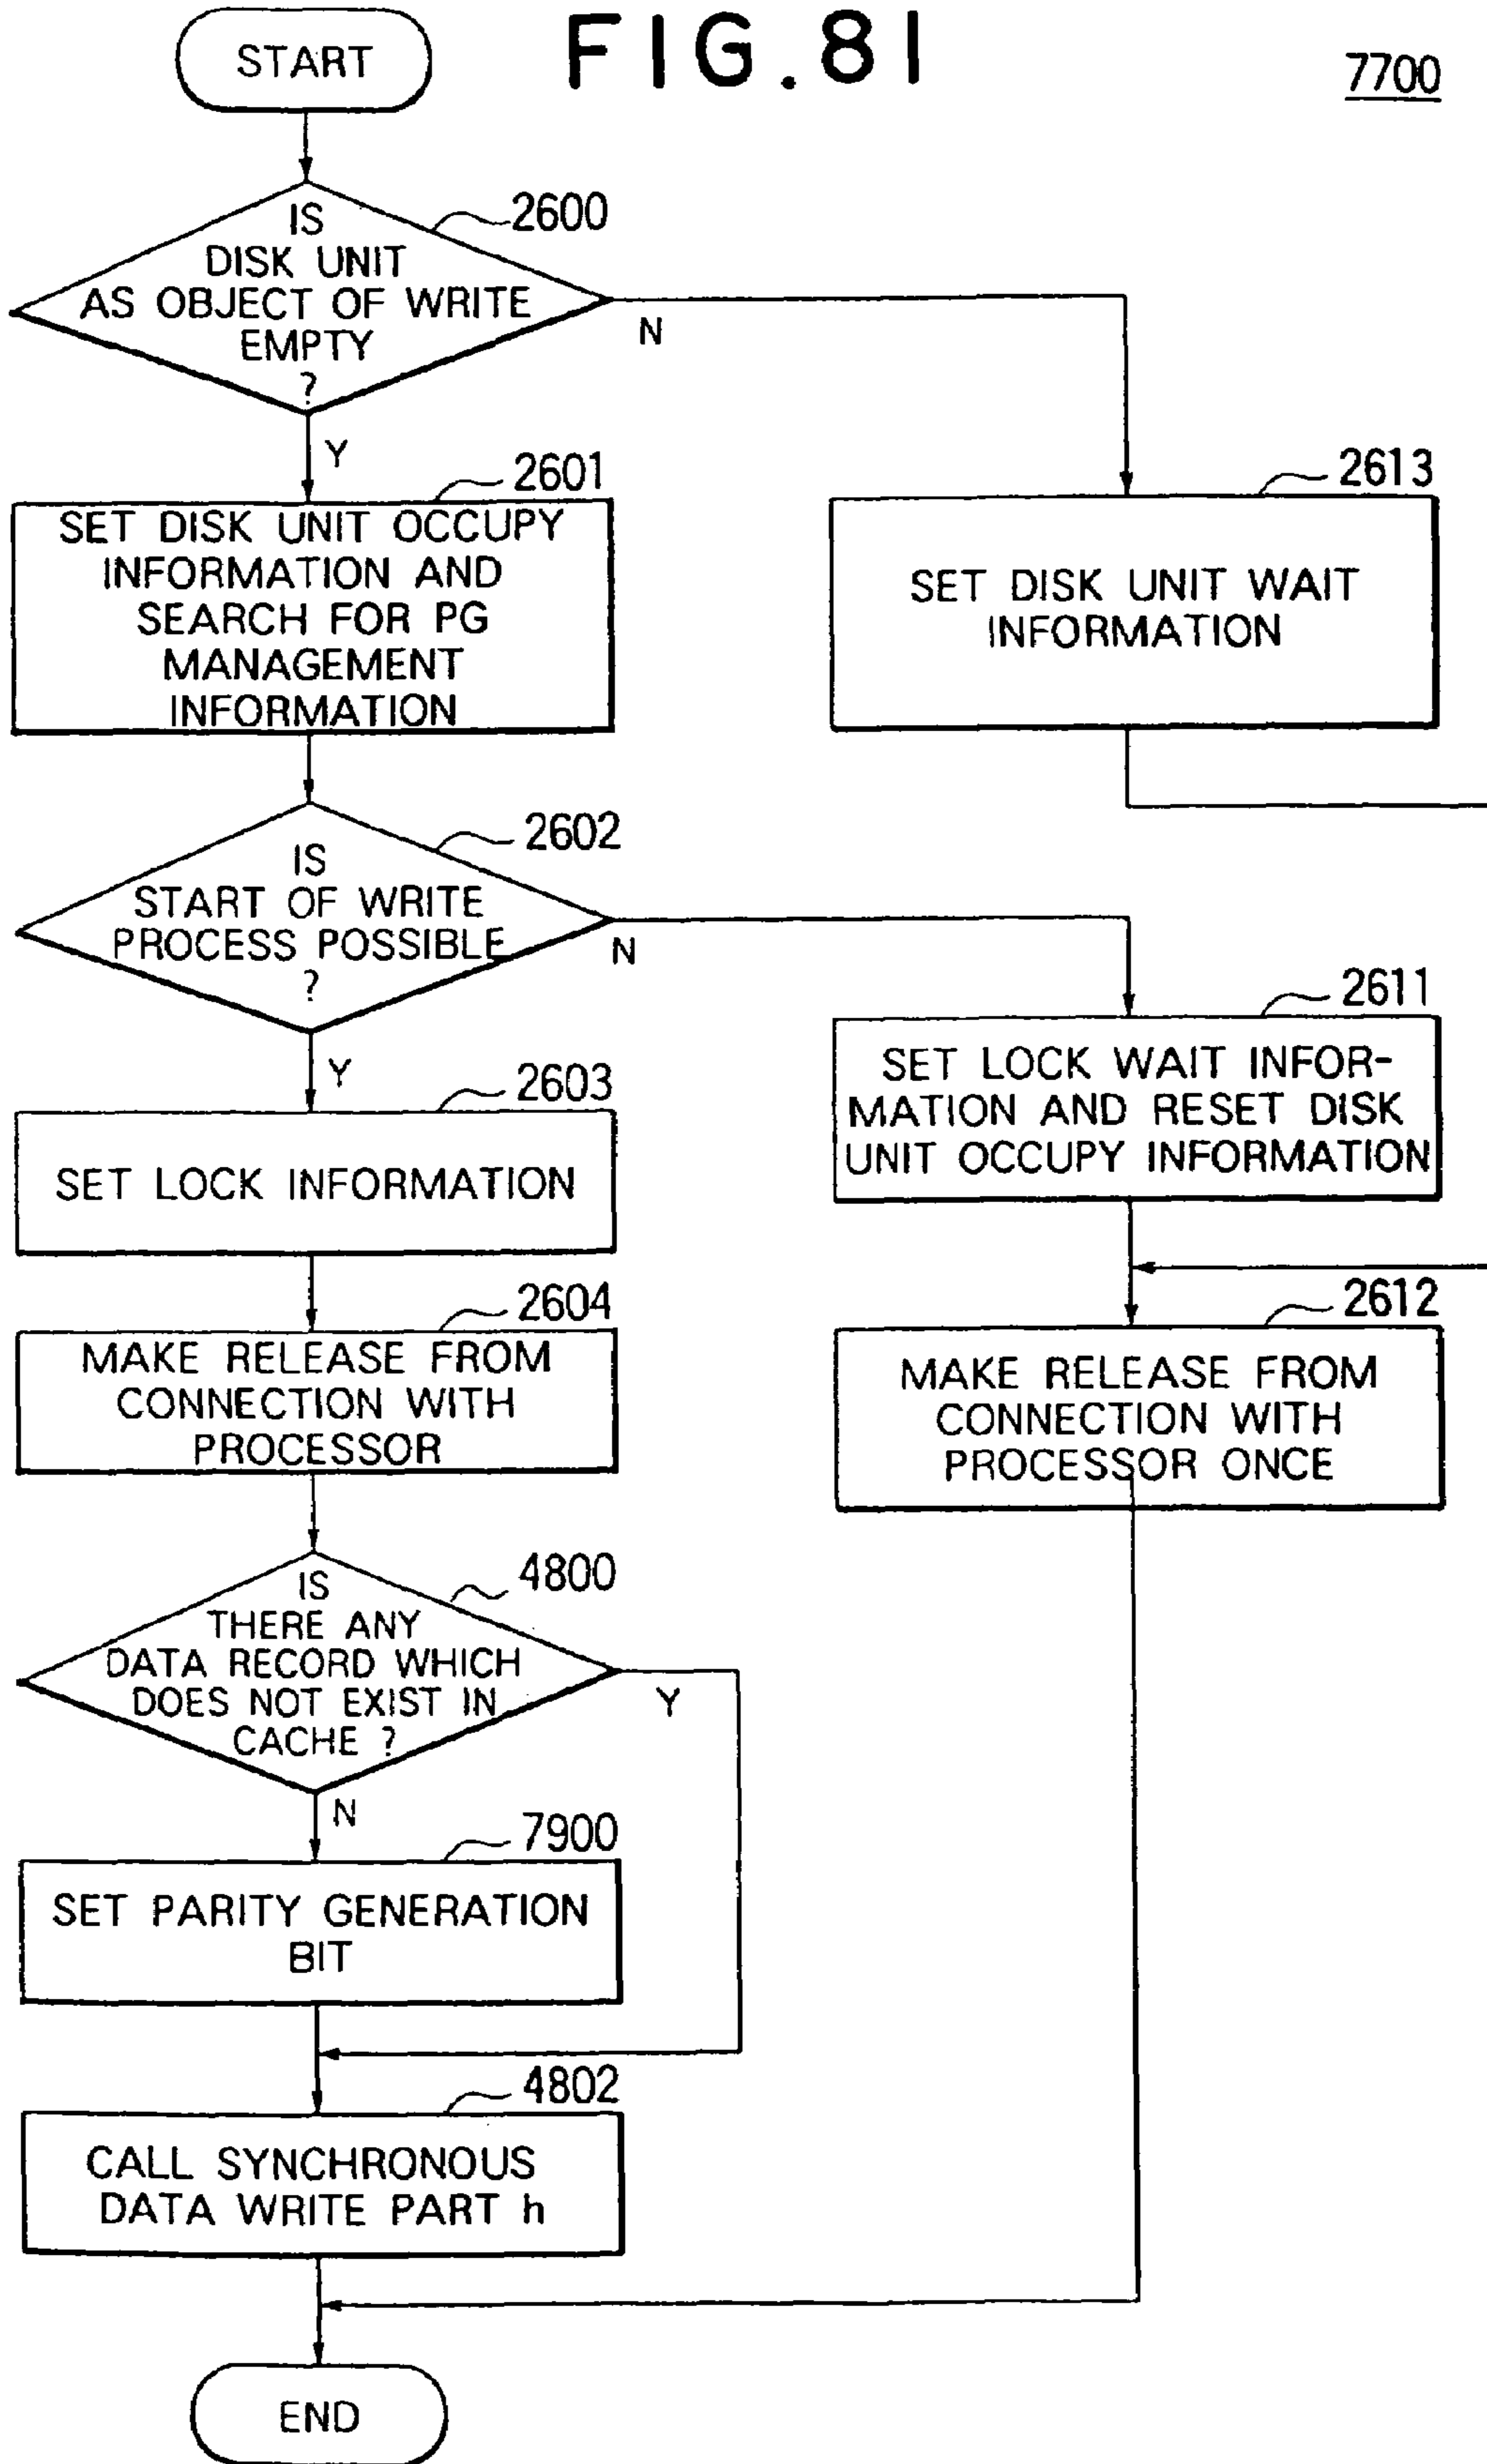 FIG.81
7700
START
2600
IS
DISK UNIT
AS OBJECT OF WRITE
EMPTY
?
N
Y
2601
SET DISK UNIT OCCUPY
INFORMATION AND
SEARCH FOR PG
MANAGEMENT
INFORMATION
2613
SET DISK UNIT WAIT
INFORMATION
2602
IS
START OF WRITE
PROCESS POSSIBLE
?
N
Y
2611
SET LOCK WAIT INFOR-
MATION AND RESET DISK
UNIT OCCUPY INFORMATION
2603
SET LOCK INFORMATION
2604
MAKE RELEASE FROM
CONNECTION WITH
PROCESSOR
2612
MAKE RELEASE FROM
CONNECTION WITH
PROCESSOR ONCE
4800
IS
THERE ANY
DATA RECORD WHICH
DOES NOT EXIST IN
CACHE ?
Y
N
7900
SET PARITY GENERATION
BIT
4802
CALL SYNCHRONOUS
DATA WRITE PART h
END